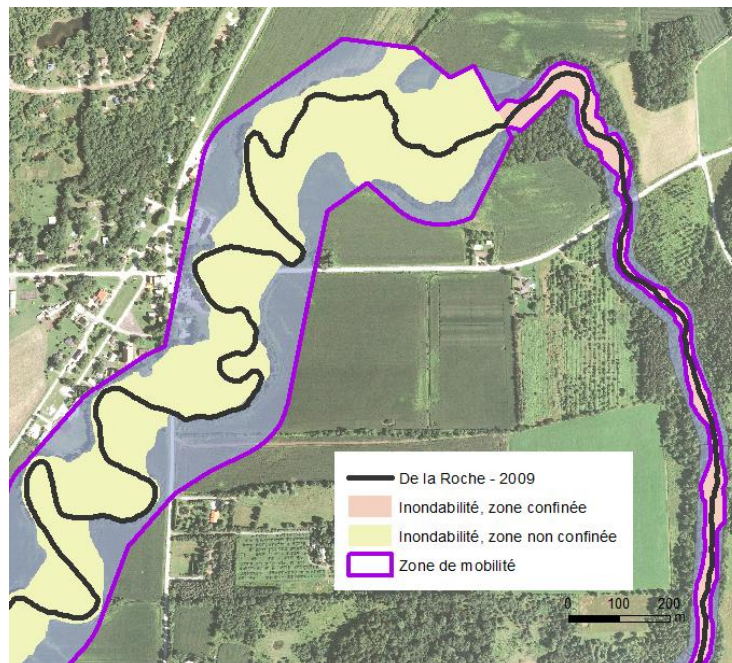 De la Roche - 2009
Inondabilité, zone confinée
Inondabilité, zone non confinée
Zone de mobilité
0 100 200
m